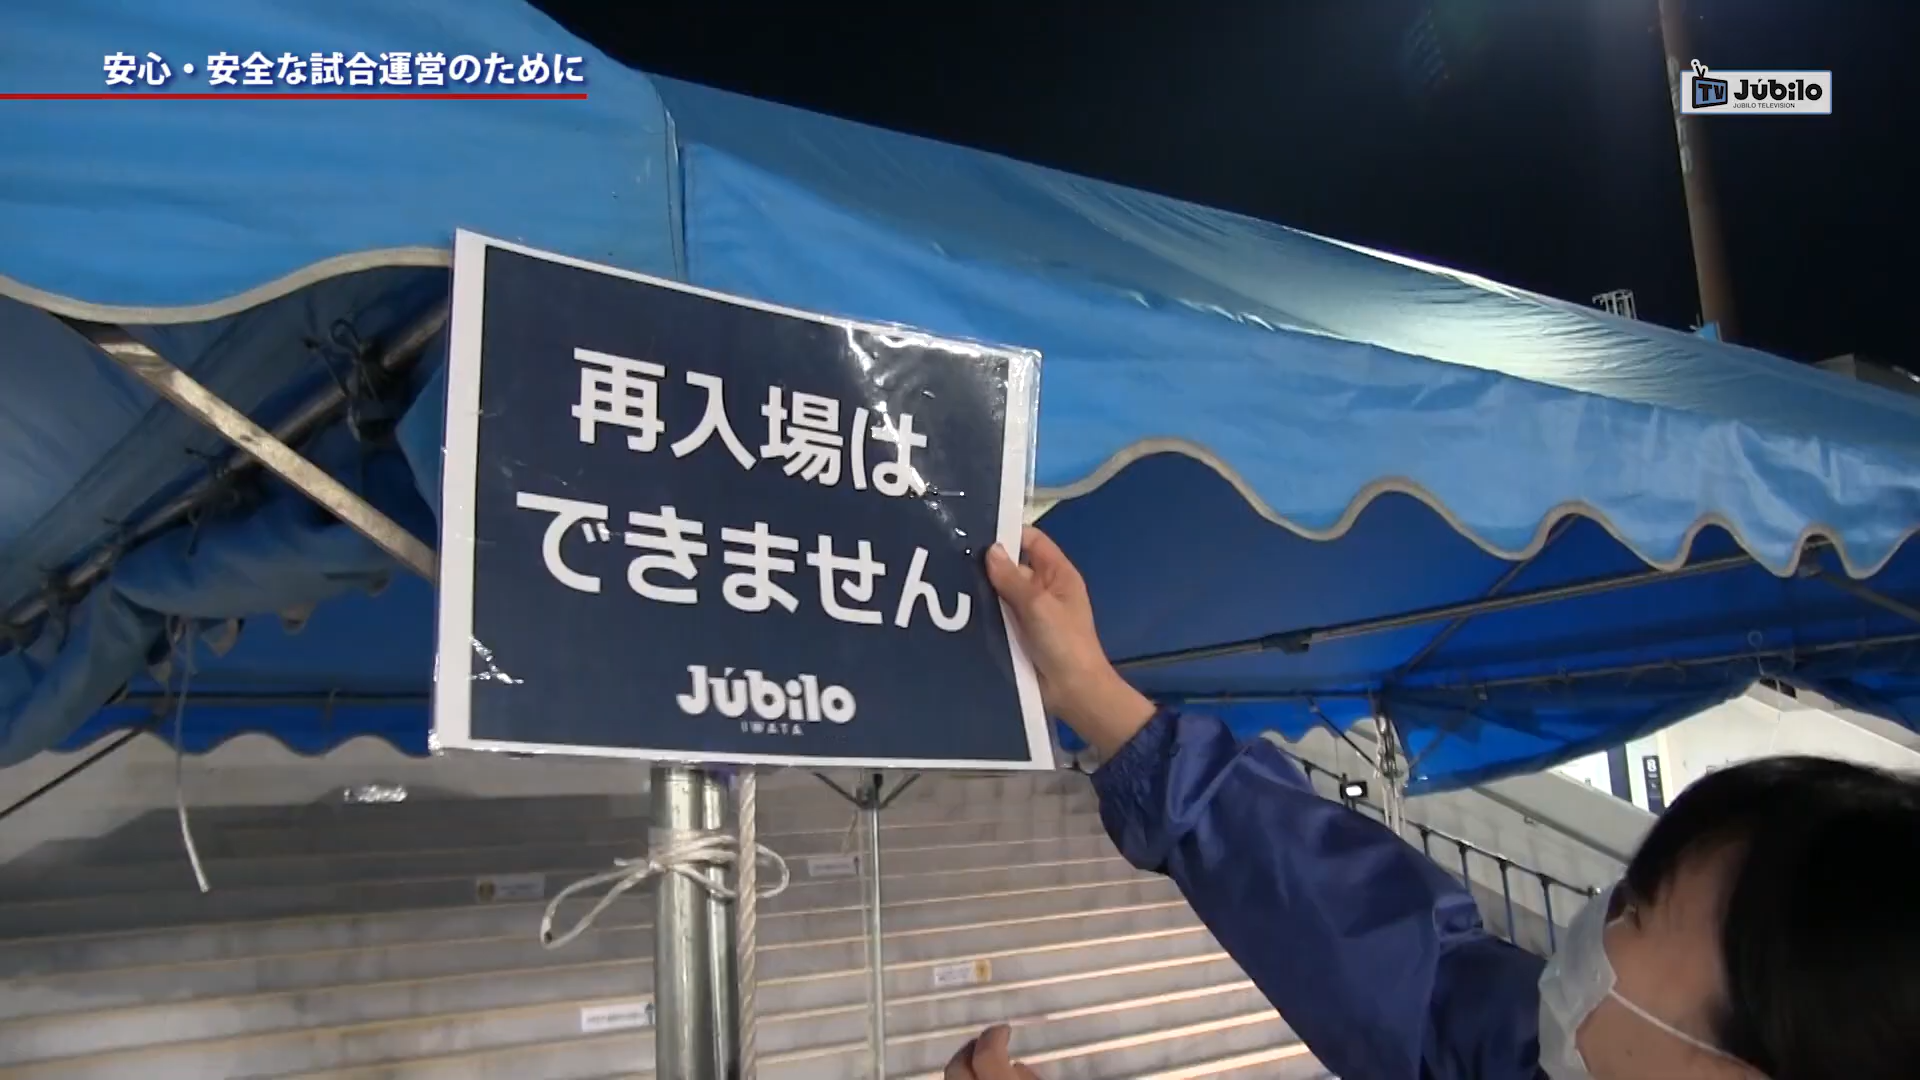 安心・安全な試合運営のために
TV Júbilo
JUBILO TELEVISION
再入場は
できません
Júbilo
IWATA
8